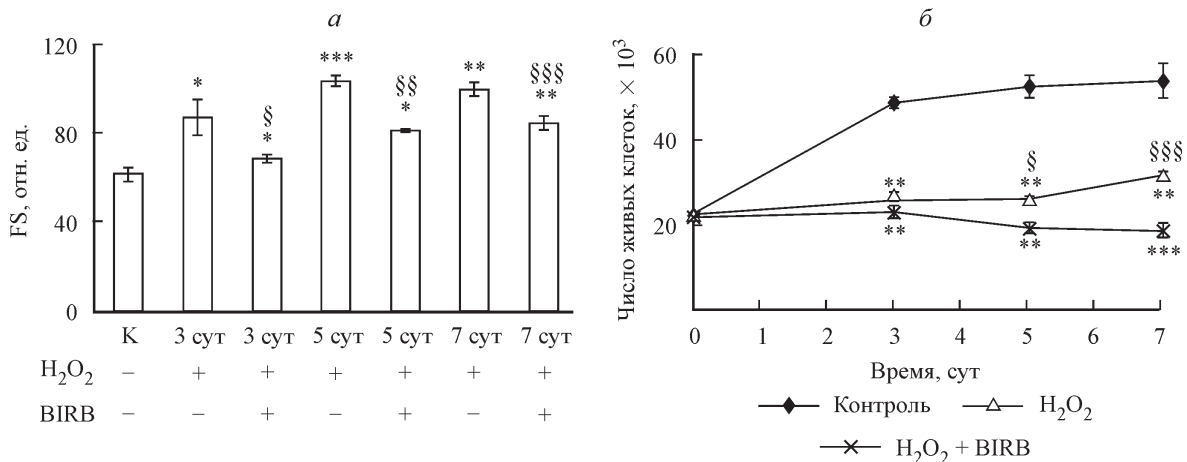 а
FS, отн. ед.
120
80
40
0
*
§
*
***
§§
*
**
§§§
**
К 3 сут 3 сут 5 сут 5 сут 7 сут 7 сут
H₂O₂ – + + + + + +
BIRB – – + – + – +
б
Число живых клеток, × 10³
60
40
20
**
**
§
**
**
§§§
**
***
0 1 2 3 4 5 6 7
Время, сут
Контроль H₂O₂
H₂O₂ + BIRB